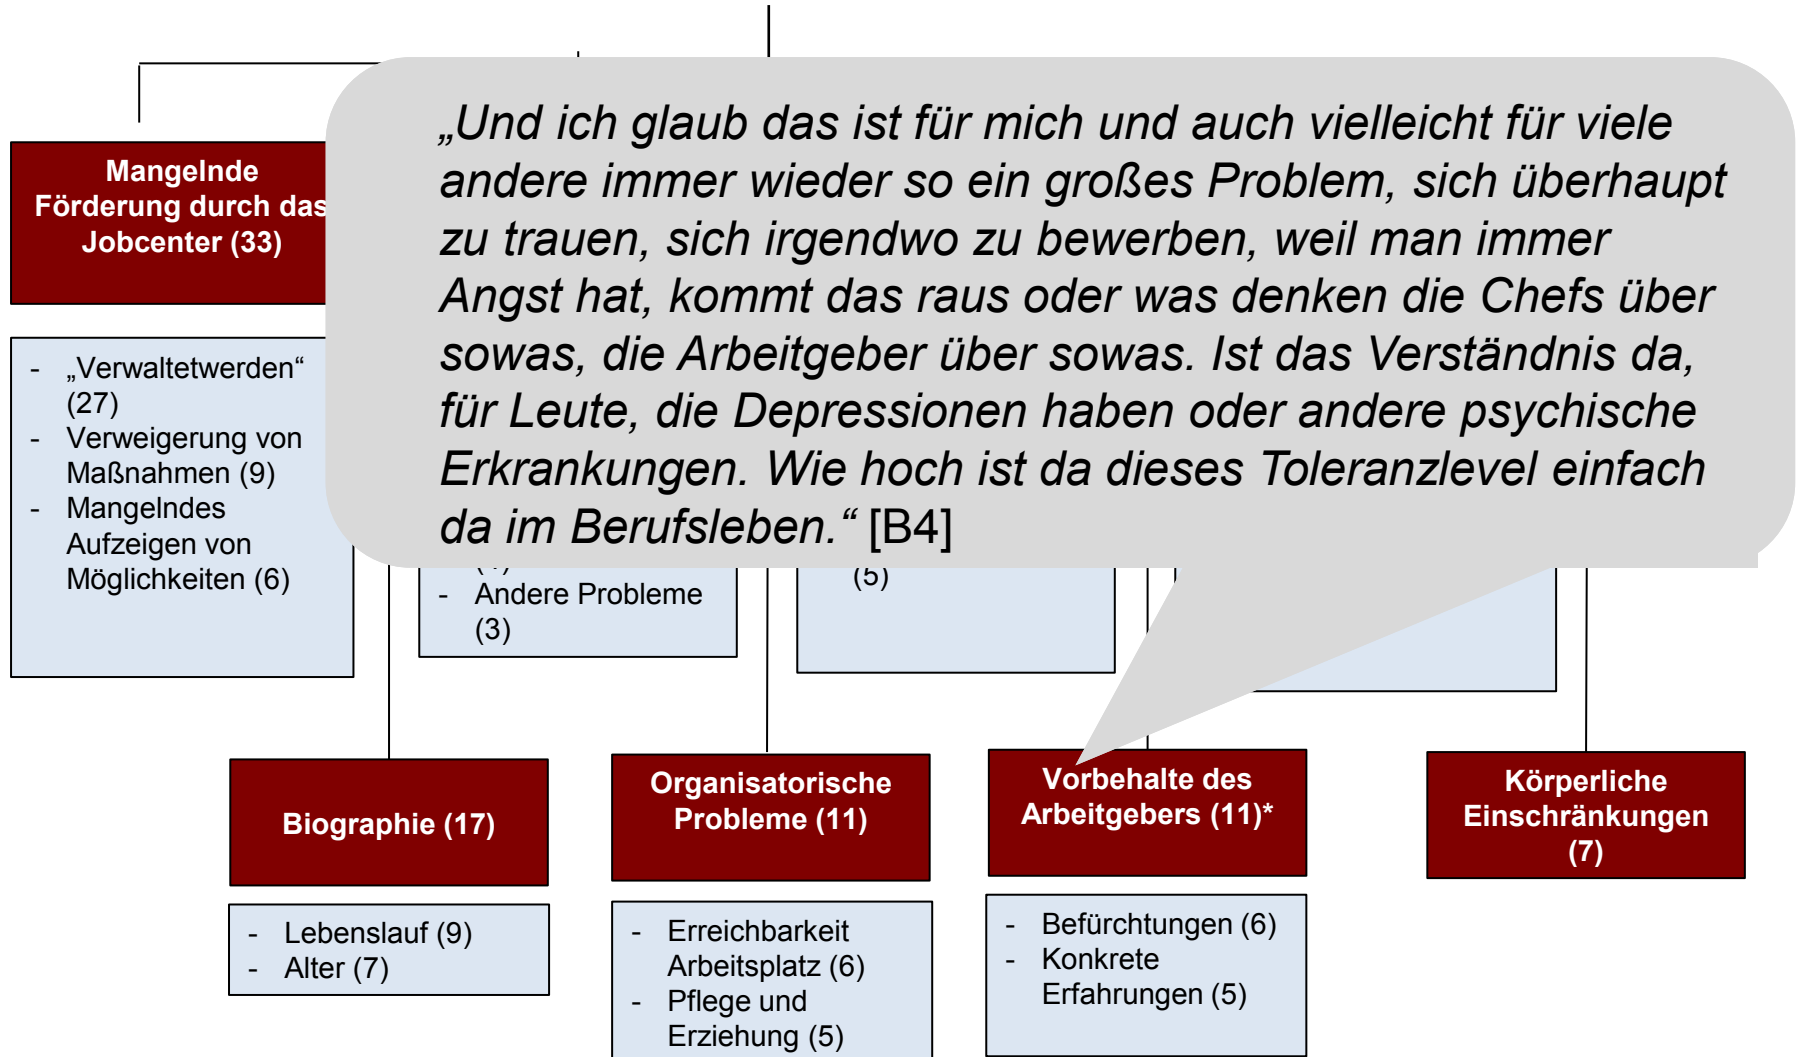 „Und ich glaub das ist für mich und auch vielleicht für viele
andere immer wieder so ein großes Problem, sich überhaupt
zu trauen, sich irgendwo zu bewerben, weil man immer
Angst hat, kommt das raus oder was denken die Chefs über
sowas, die Arbeitgeber über sowas. Ist das Verständnis da,
für Leute, die Depressionen haben oder andere psychische
Erkrankungen. Wie hoch ist da dieses Toleranzlevel einfach
da im Berufsleben.“ [B4]
Mangelnde
Förderung durch das
Jobcenter (33)
- „Verwaltetwerden“
(27)
- Verweigerung von
Maßnahmen (9)
- Mangelndes
Aufzeigen von
Möglichkeiten (6)
- Andere Probleme
(3)
(5)
Biographie (17)
- Lebenslauf (9)
- Alter (7)
Organisatorische
Probleme (11)
- Erreichbarkeit
Arbeitsplatz (6)
- Pflege und
Erziehung (5)
Vorbehalte des
Arbeitgebers (11)*
- Befürchtungen (6)
- Konkrete
Erfahrungen (5)
Körperliche
Einschränkungen
(7)